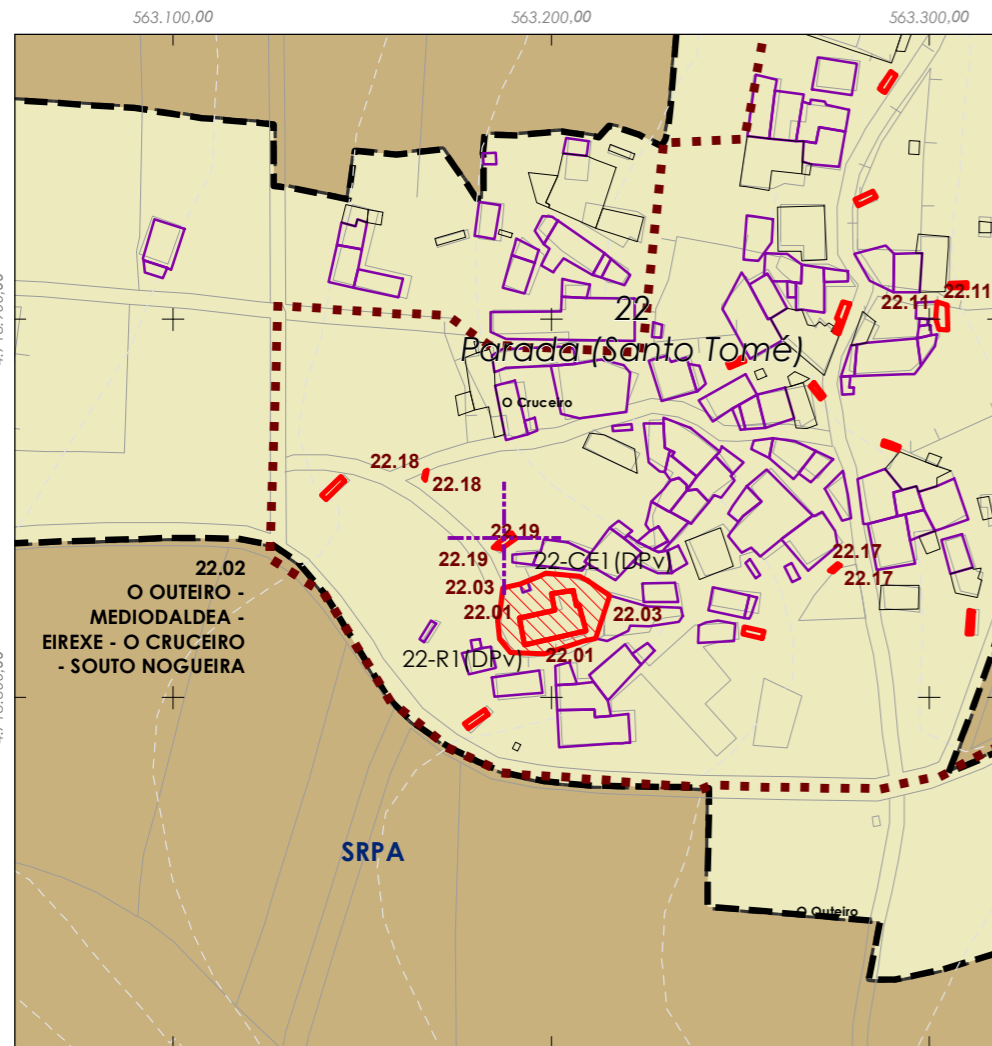 563.100,00
563.200,00
563.300,00
22.11
22.11
22
Parada (Santo Tomé)
O Cruceiro
22.18
22.18
22.19
22.19
22-CE1(DPv)
22.17
22.17
22.02
O OUTEIRO -
MEDIODALDEA -
EIREXE - O CRUCEIRO
- SOUTO NOGUEIRA
22.03
22.01
22.03
22-R1(DPv)
22.01
SRPA
O Outeiro